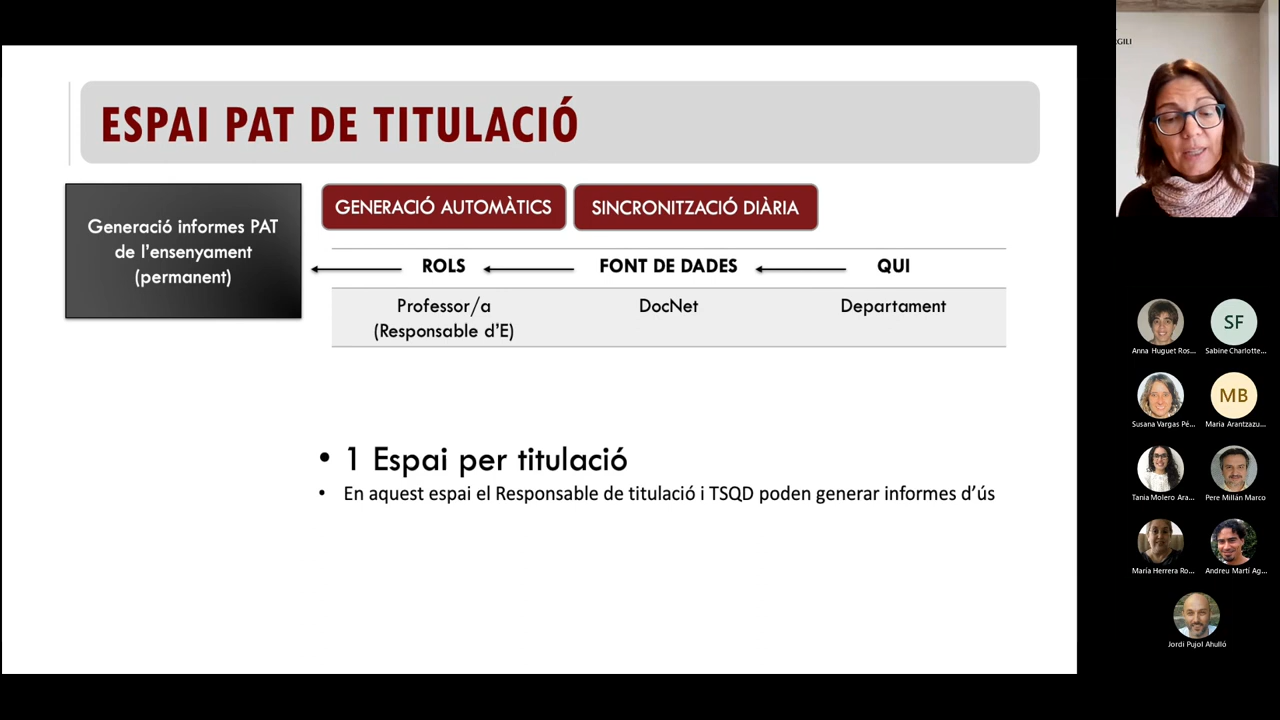 ESPAI PAT DE TITULACIÓ
Generació informes PAT
de l'ensenyament
(permanent)
GENERACIÓ AUTOMÀTICS
SINCRONITZACIÓ DIÀRIA
ROLS
FONT DE DADES
QUI
Professor/a
(Responsable d'E)
DocNet
Departament
• 1 Espai per titulació
• En aquest espai el Responsable de titulació i TSQD poden generar informes d'ús
GILI
Anna Huguet Ros...
SF
Sabine Charlotte...
Susana Vargas Pé...
MB
Maria Arantzazu...
Tania Molero Ara...
Pere Millán Marco
María Herrera Ro...
Andreu Martí Ag...
Jordi Pujol Ahulló